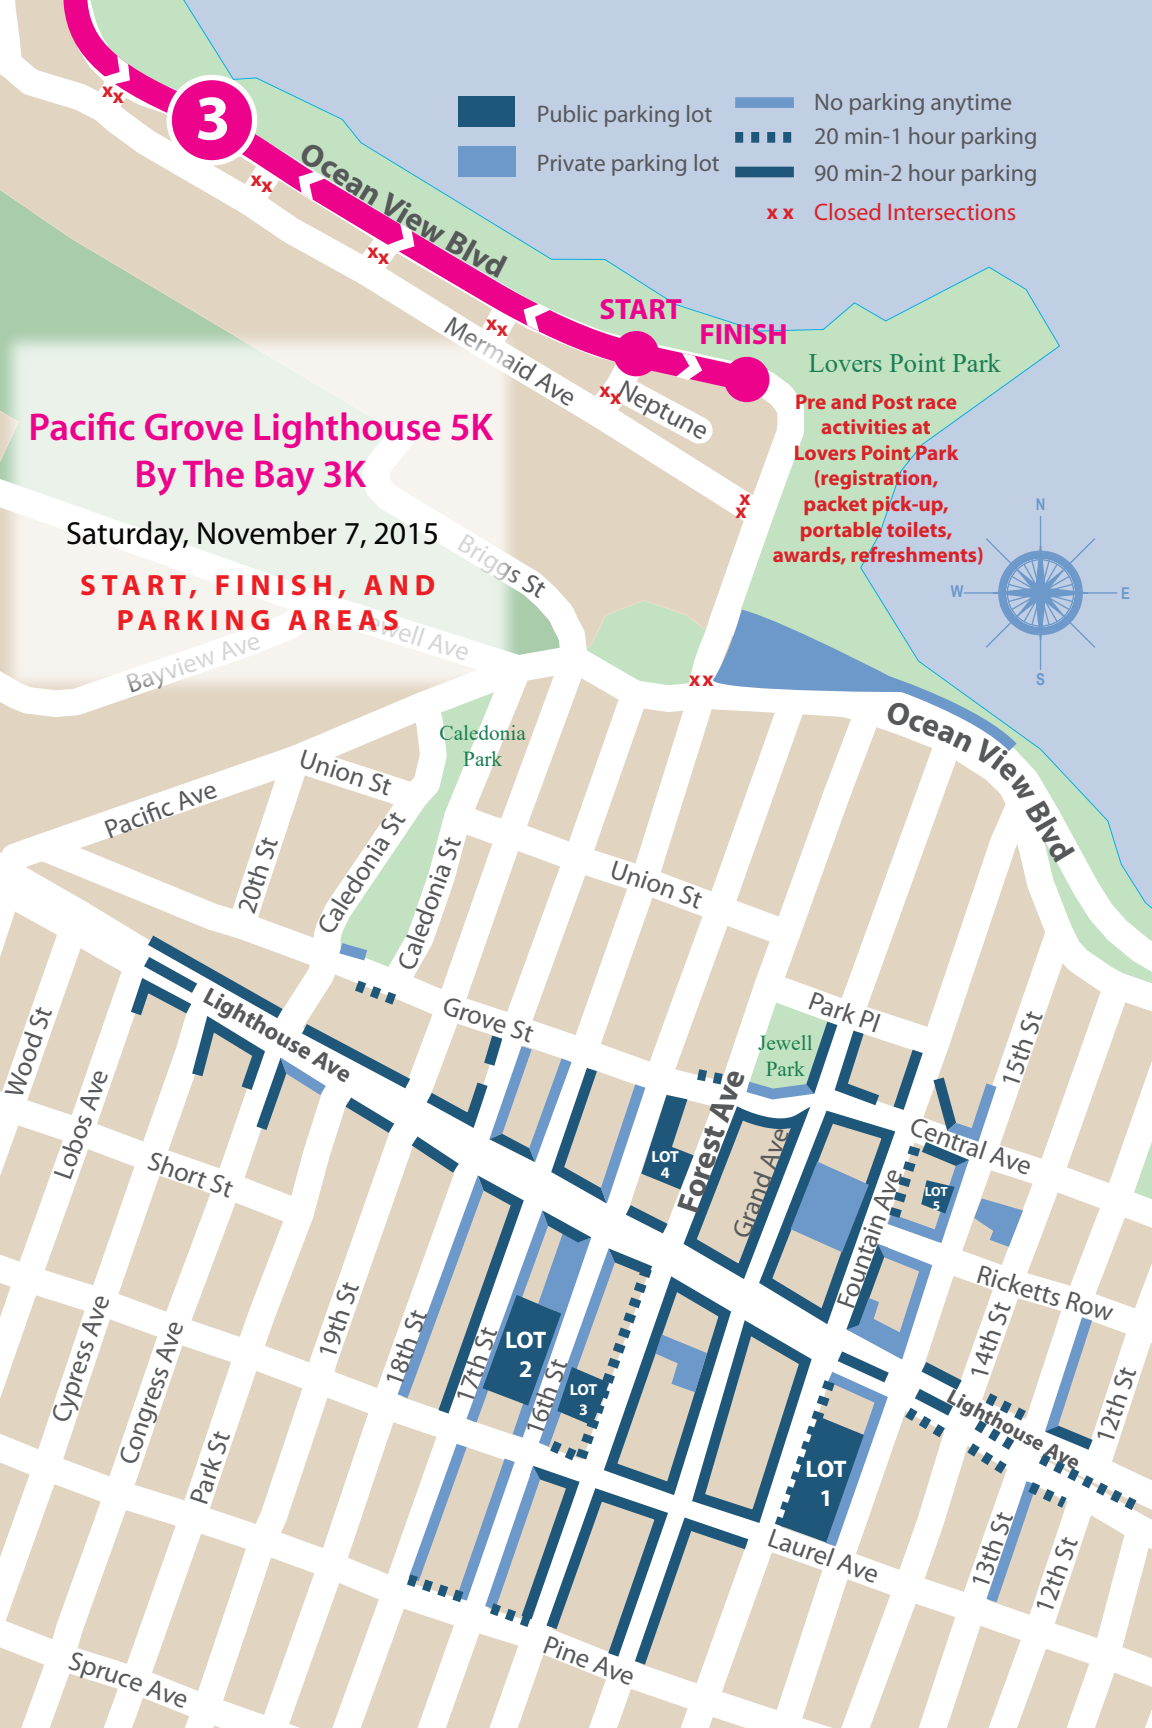 3
Ocean View Blvd
Public parking lot
Private parking lot
No parking anytime
20 min-1 hour parking
90 min-2 hour parking
x x Closed Intersections
xx
xx
xx
xx
xx
x
x
xx
START
FINISH
Mermaid Ave
Neptune
Lovers Point Park
Pre and Post race
activities at
Lovers Point Park
(registration,
packet pick-up,
portable toilets,
awards, refreshments)
Pacific Grove Lighthouse 5K
By The Bay 3K
Saturday, November 7, 2015
START, FINISH, AND
PARKING AREAS
N
W
E
S
Briggs St
Jewell Ave
Bayview Ave
Ocean View Blvd
Caledonia
Park
Union St
Pacific Ave
20th St
Caledonia St
Caledonia St
Union St
Lighthouse Ave
Grove St
Park Pl
Jewell
Park
15th St
Wood St
Lobos Ave
Short St
Forest Ave
Grand Ave
Fountain Ave
Central Ave
LOT
4
LOT
5
Ricketts Row
Cypress Ave
Congress Ave
Park St
19th St
18th St
17th St
16th St
LOT
2
LOT
3
LOT
1
14th St
12th St
Lighthouse Ave
13th St
12th St
Laurel Ave
Pine Ave
Spruce Ave